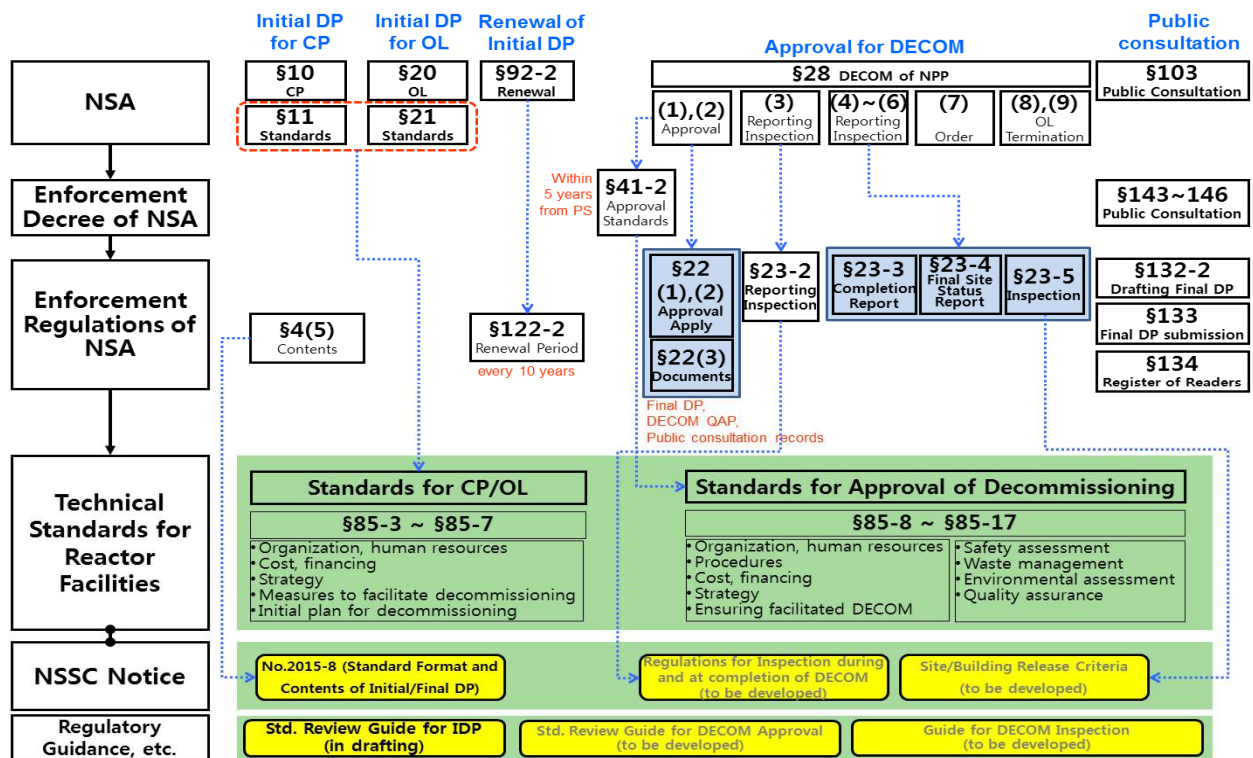 Initial DP
for CP
Initial DP
for OL
Renewal of
Initial DP
Approval for DECOM
Public
consultation
NSA
§10
CP
§20
OL
§92-2
Renewal
§28 DECOM of NPP
§103
Public Consultation
§11
Standards
§21
Standards
(1),(2)
Approval
(3)
Reporting
Inspection
(4)~(6)
Reporting
Inspection
(7)
Order
(8),(9)
OL
Termination
Enforcement
Decree of NSA
Within
5 years
from PS
§41-2
Approval
Standards
§143~146
Public Consultation
Enforcement
Regulations of
NSA
§4(5)
Contents
§122-2
Renewal Period
every 10 years
§22
(1),(2)
Approval
Apply
§22(3)
Documents
§23-2
Reporting
Inspection
§23-3
Completion
Report
§23-4
Final Site
Status
Report
§23-5
Inspection
§132-2
Drafting Final DP
§133
Final DP submission
§134
Register of Readers
Final DP,
DECOM QAP,
Public consultation records
Technical
Standards for
Reactor
Facilities
Standards for CP/OL
§85-3 ~ §85-7
•Organization, human resources
•Cost, financing
•Strategy
•Measures to facilitate decommissioning
•Initial plan for decommissioning
Standards for Approval of Decommissioning
§85-8 ~ §85-17
•Organization, human resources
•Procedures
•Cost, financing
•Strategy
•Ensuring facilitated DECOM
•Safety assessment
•Waste management
•Environmental assessment
•Quality assurance
NSSC Notice
No.2015-8 (Standard Format and
Contents of Initial/Final DP)
Regulations for Inspection during
and at completion of DECOM
(to be developed)
Site/Building Release Criteria
(to be developed)
Regulatory
Guidance, etc.
Std. Review Guide for IDP
(in drafting)
Std. Review Guide for DECOM Approval
(to be developed)
Guide for DECOM Inspection
(to be developed)